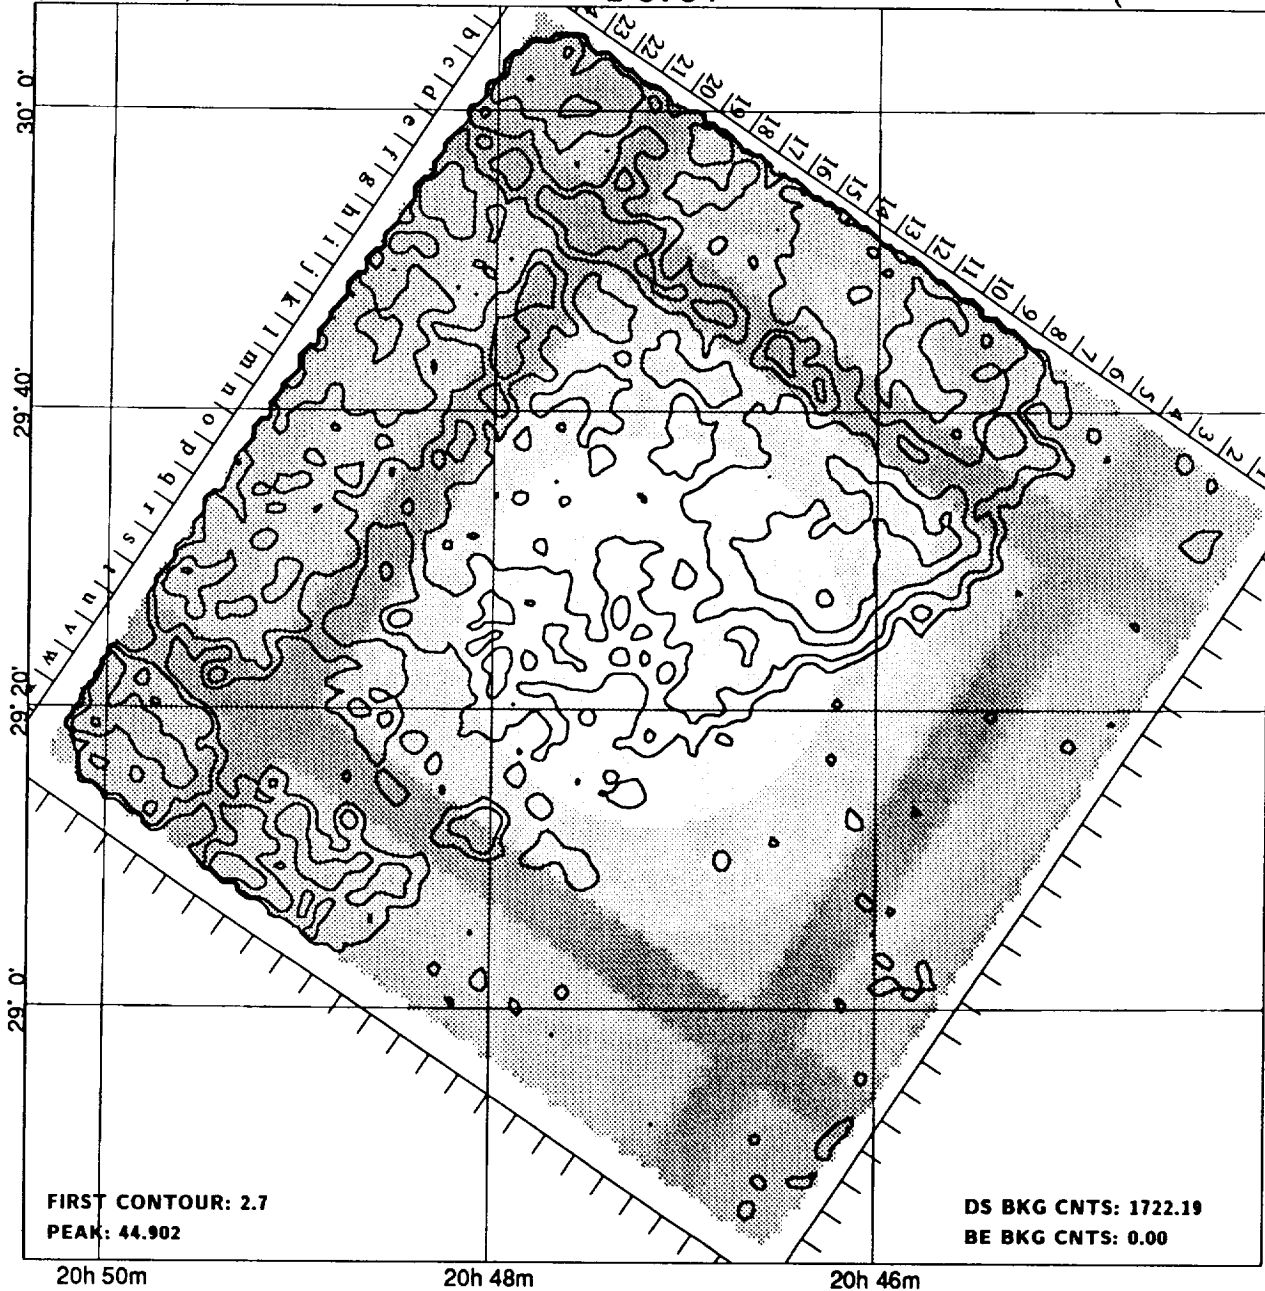 24 23 22 21 20 19 18 17 16 15 14 13 12 11 10 9 8 7 6 5 4 3 2 1
b c d e f g h i j k l m n o p q r s t u v w
30° 0'
29° 40'
29° 20'
29° 0'
FIRST CONTOUR: 2.7
PEAK: 44.902
DS BKG CNTS: 1722.19
BE BKG CNTS: 0.00
20h 50m
20h 48m
20h 46m